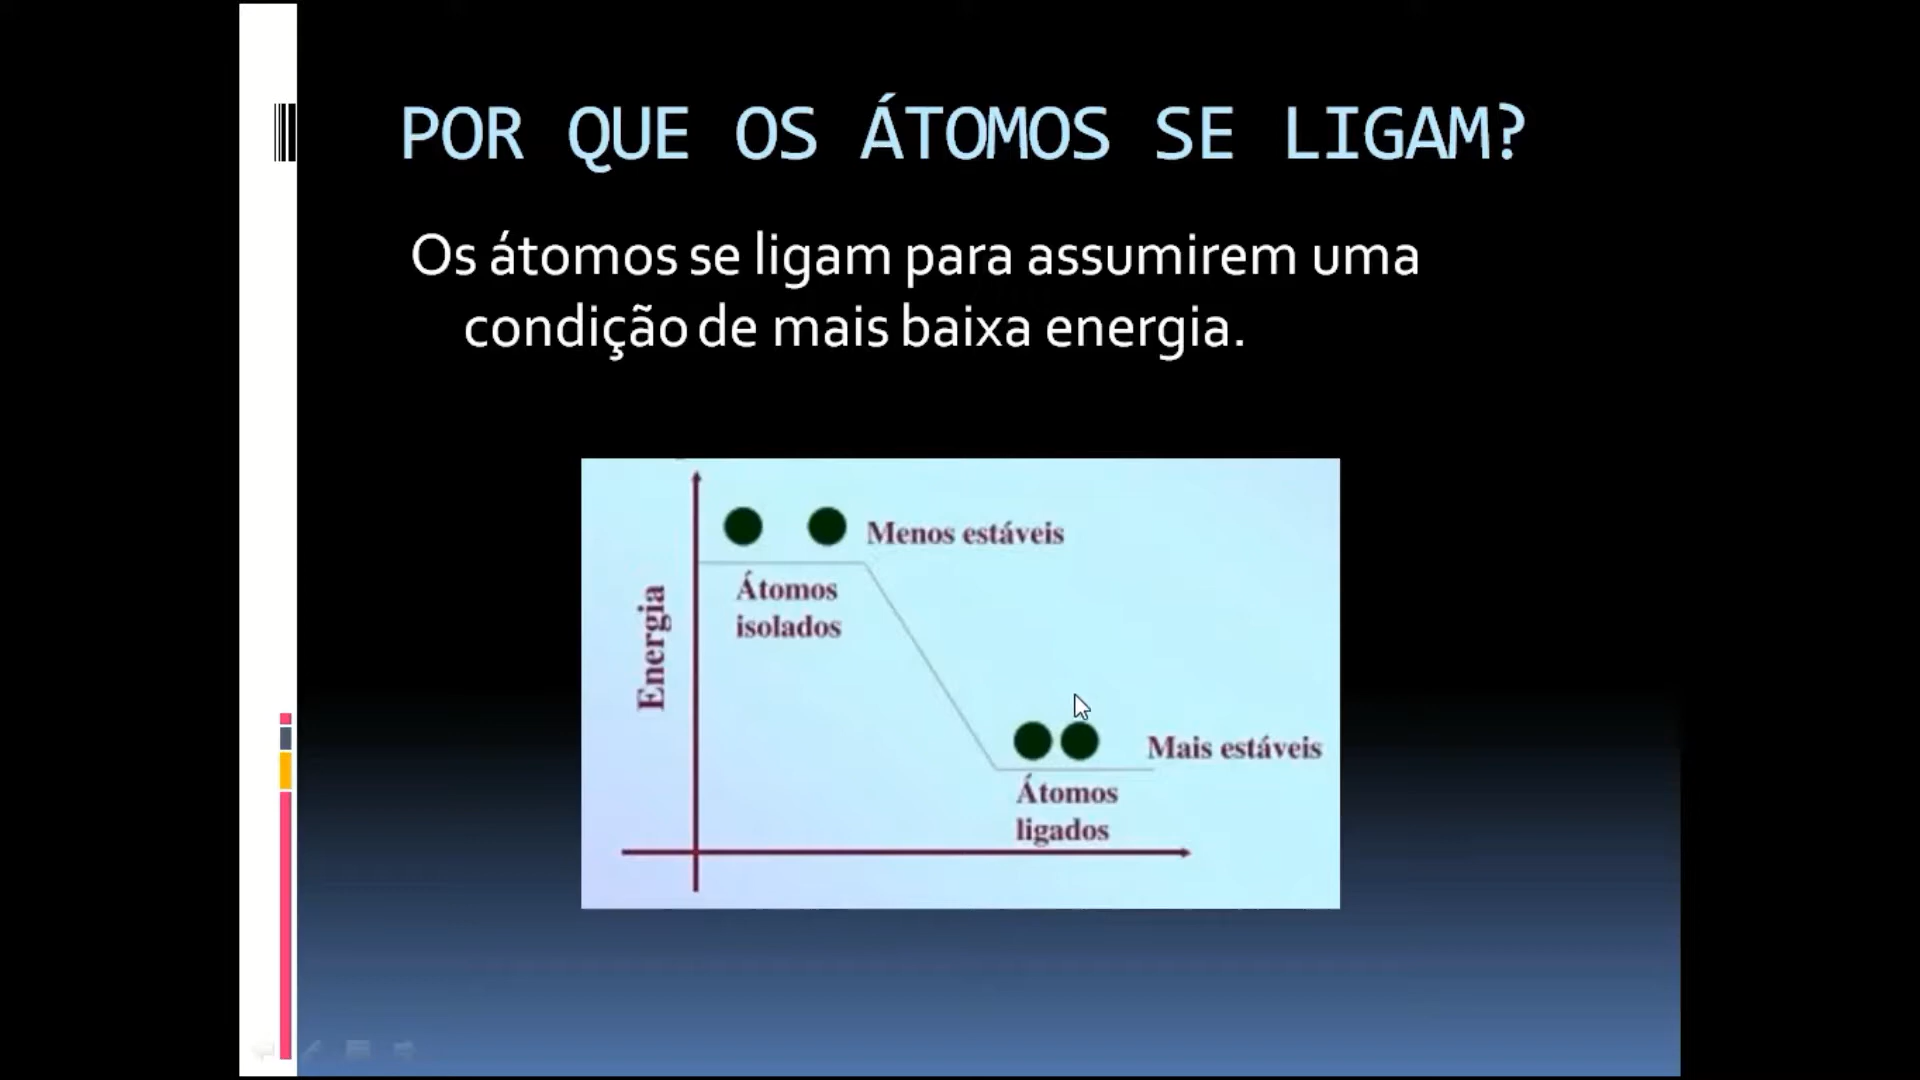 POR QUE OS ÁTOMOS SE LIGAM?
Os átomos se ligam para assumirem uma
condição de mais baixa energia.
Menos estáveis
Átomos
isolados
Energia
Mais estáveis
Átomos
ligados